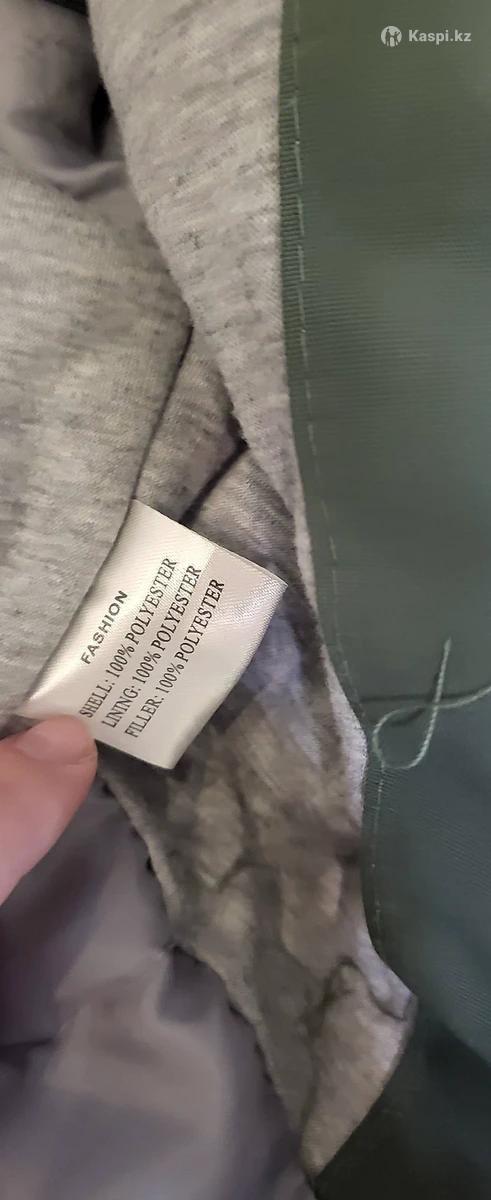 Kaspi.kz
FASHION
SHELL: 100% POLYESTER
LINING: 100% POLYESTER
FILLER: 100% POLYESTER